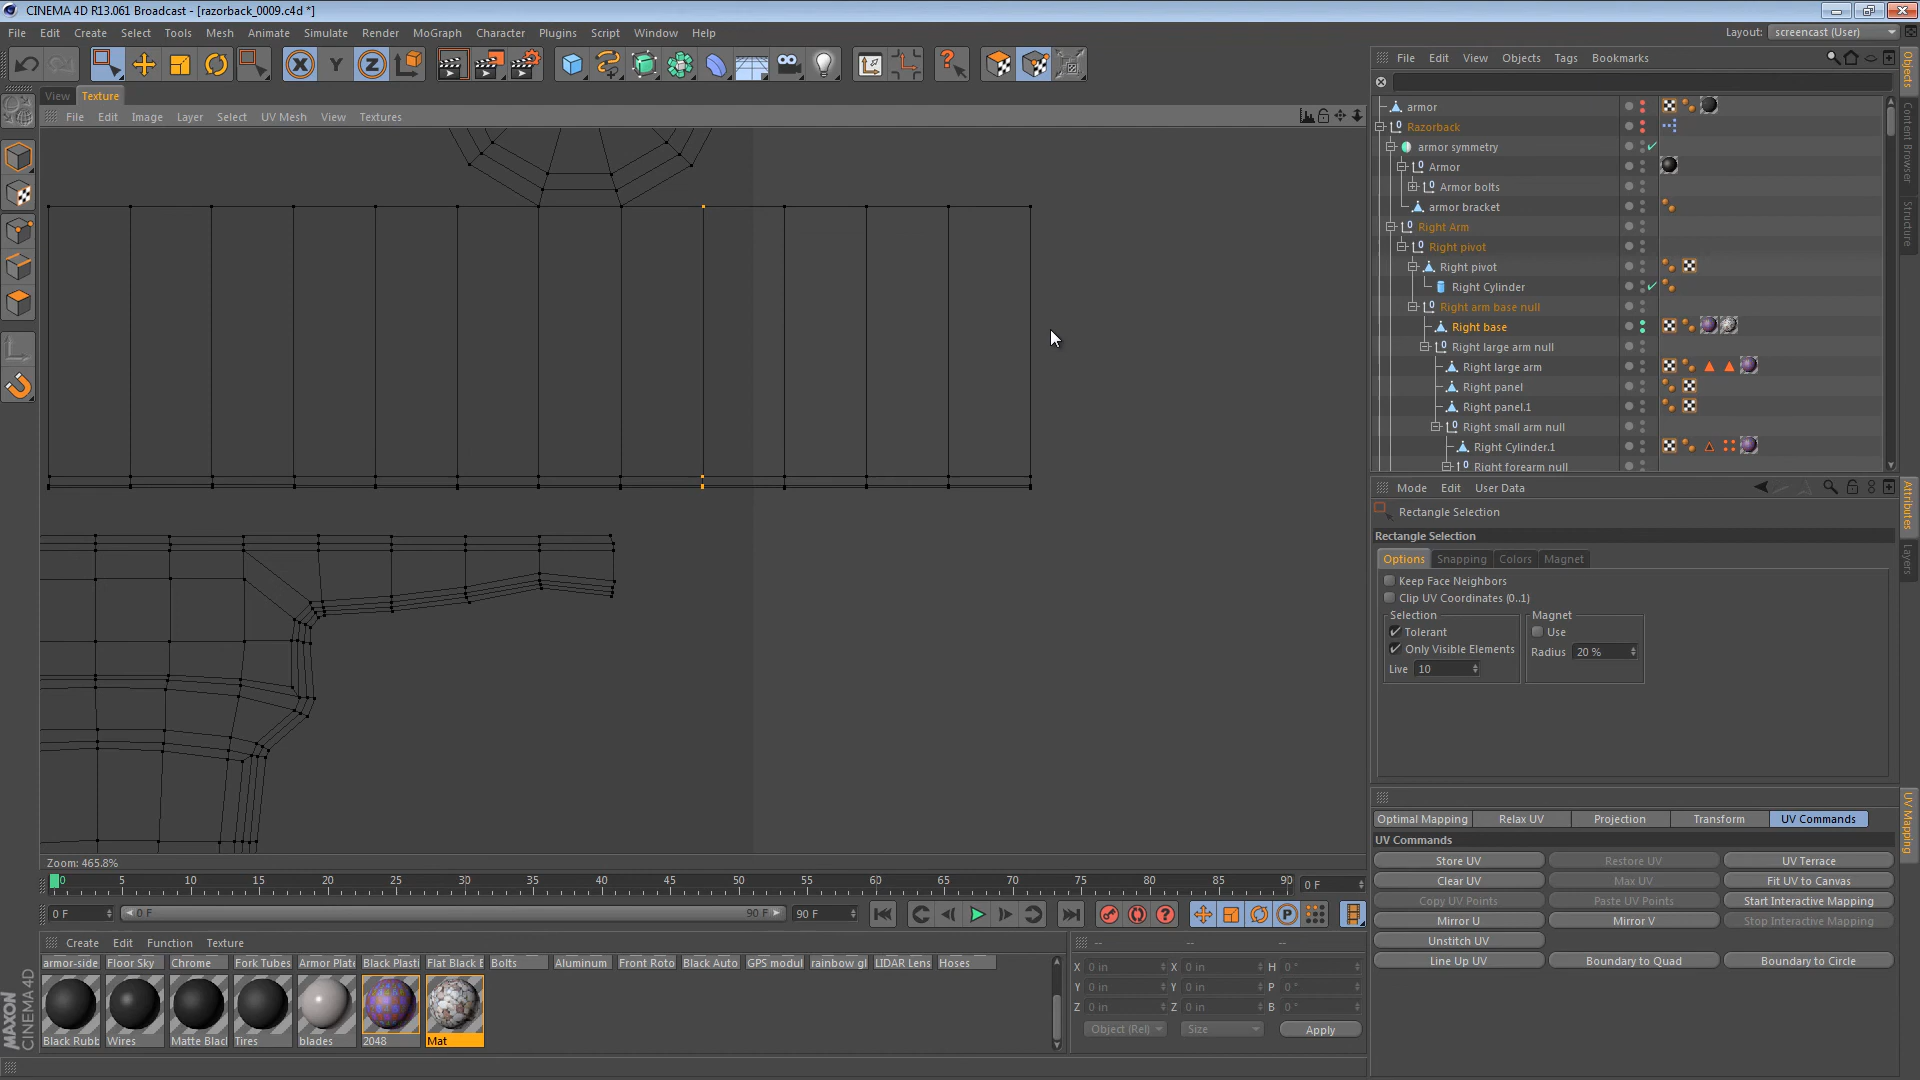 CINEMA 4D R13.061 Broadcast - [razorback_0009.c4d *]
File Edit Create Select Tools Mesh Animate Simulate Render MoGraph Character Plugins Script Window Help
Layout: screencast (User)
View Texture
File Edit Image Layer Select UV Mesh View Textures
File Edit View Objects Tags Bookmarks
armor
Razorback
armor symmetry
Armor
Armor bolts
armor bracket
Right Arm
Right pivot
Right pivot
Right Cylinder
Right arm base null
Right base
Right large arm null
Right large arm
Right panel
Right panel.1
Right small arm null
Right Cylinder.1
Right forearm null
Objects
Content Browser
Structure
Mode Edit User Data
Rectangle Selection
Rectangle Selection
Options Snapping Colors Magnet
Keep Face Neighbors
Clip UV Coordinates (0..1)
Selection Magnet
Tolerant Use
Only Visible Elements Radius 20 %
Live 10
Attributes
Layers
Optimal Mapping Relax UV Projection Transform UV Commands
UV Commands
Store UV Restore UV UV Terrace
Clear UV Max UV Fit UV to Canvas
Copy UV Points Paste UV Points Start Interactive Mapping
Mirror U Mirror V Stop Interactive Mapping
Unstitch UV
Line Up UV Boundary to Quad Boundary to Circle
UV Mapping
Zoom: 465.8%
0 5 10 15 20 25 30 35 40 45 50 55 60 65 70 75 80 85 90 0 F
0 F 0 F 90 F 90 F
Create Edit Function Texture
armor-side Floor Sky Chrome Fork Tubes Armor Plate Black Plasti Flat Black E Bolts Aluminum Front Roto Black Auto GPS modul rainbow gl LIDAR Lens Hoses
Black Rubb Wires Matte Blacl Tires blades 2048 Mat
-- -- --
X 0 in X 0 in H 0 °
Y 0 in Y 0 in P 0 °
Z 0 in Z 0 in B 0 °
Object (Rel) Size Apply
MAXON
CINEMA 4D